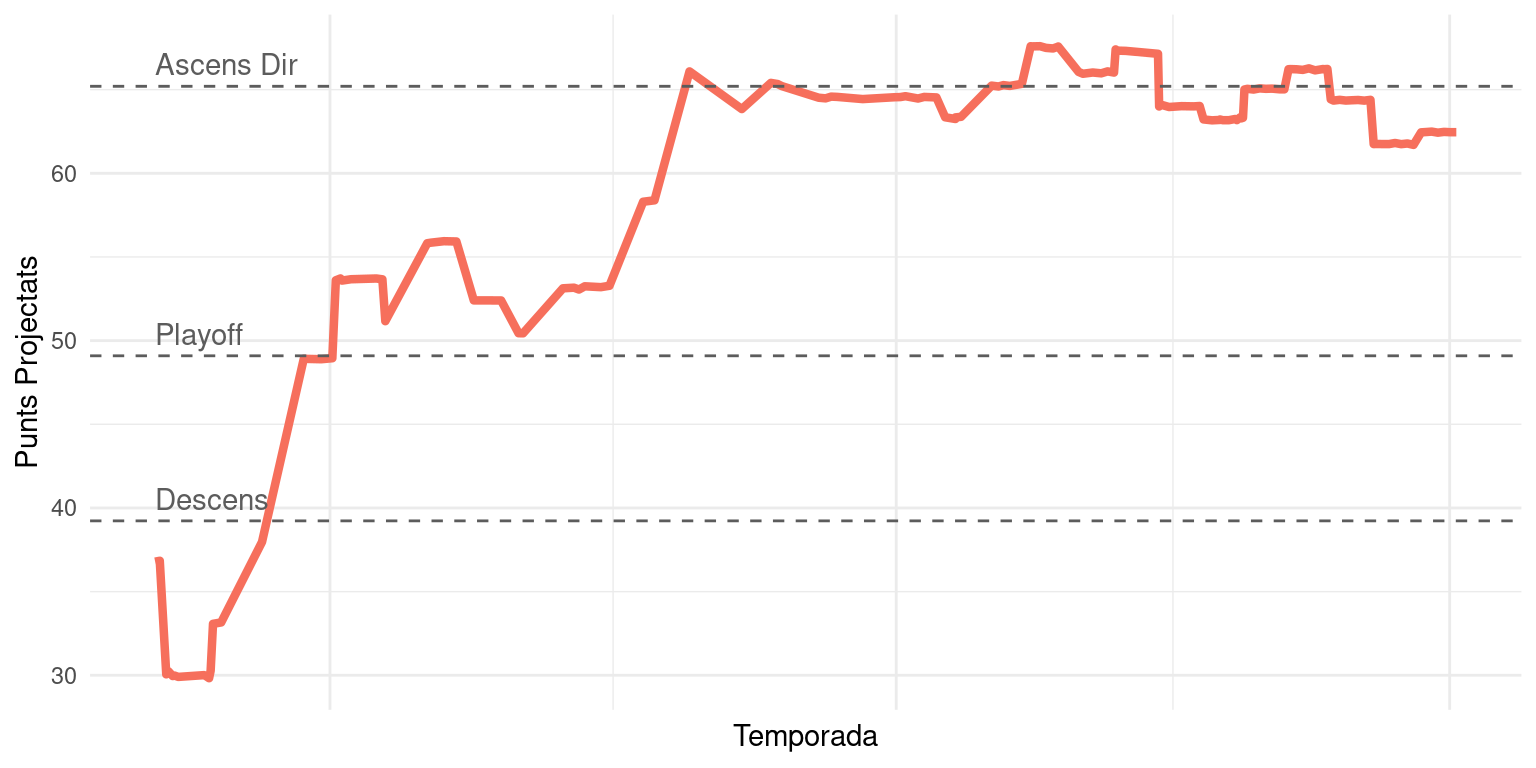 Ascens Dir
60
Playoff
50
Descens
40
30
Punts Projectats
Temporada